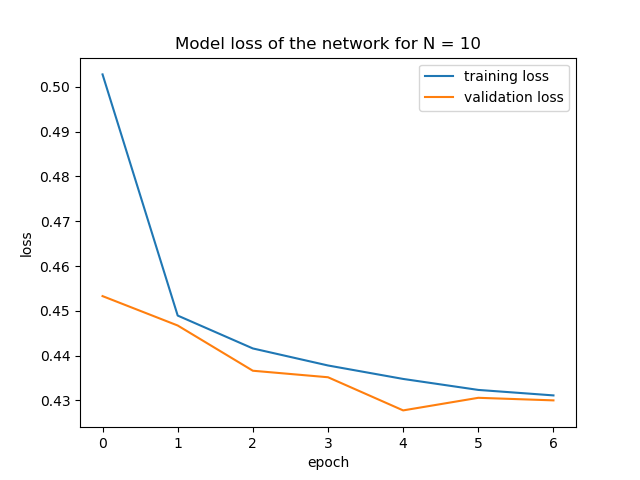 Model loss of the network for N = 10
training loss
validation loss
0.50
0.49
0.48
0.47
0.46
0.45
0.44
0.43
loss
0 1 2 3 4 5 6
epoch